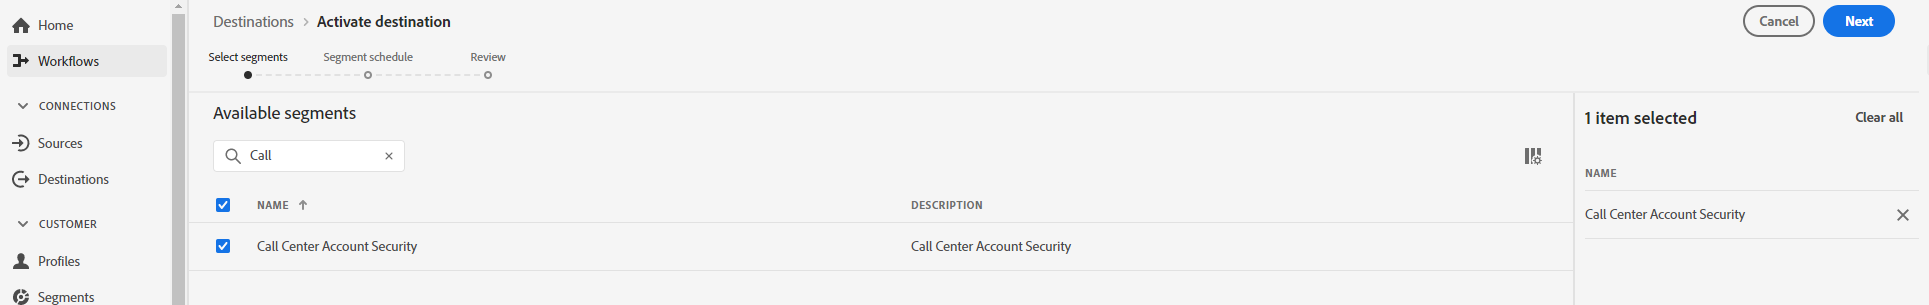 Home
Workflows
CONNECTIONS
Sources
Destinations
CUSTOMER
Profiles
Segments
Destinations > Activate destination
Cancel
Next
Select segments
Segment schedule
Review
Available segments
Call
NAME
DESCRIPTION
Call Center Account Security
Call Center Account Security
1 item selected
Clear all
NAME
Call Center Account Security